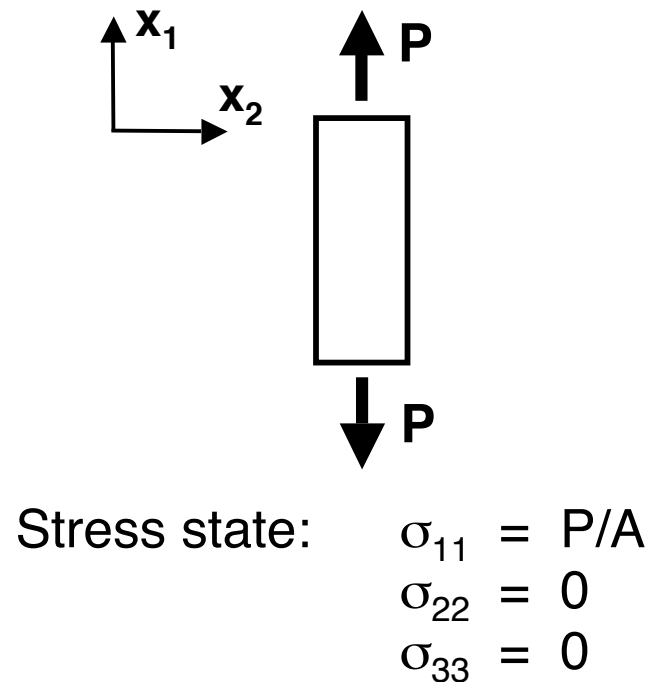 x₁
P
x₂
P
Stress state: σ₁₁ = P/A
σ₂₂ = 0
σ₃₃ = 0